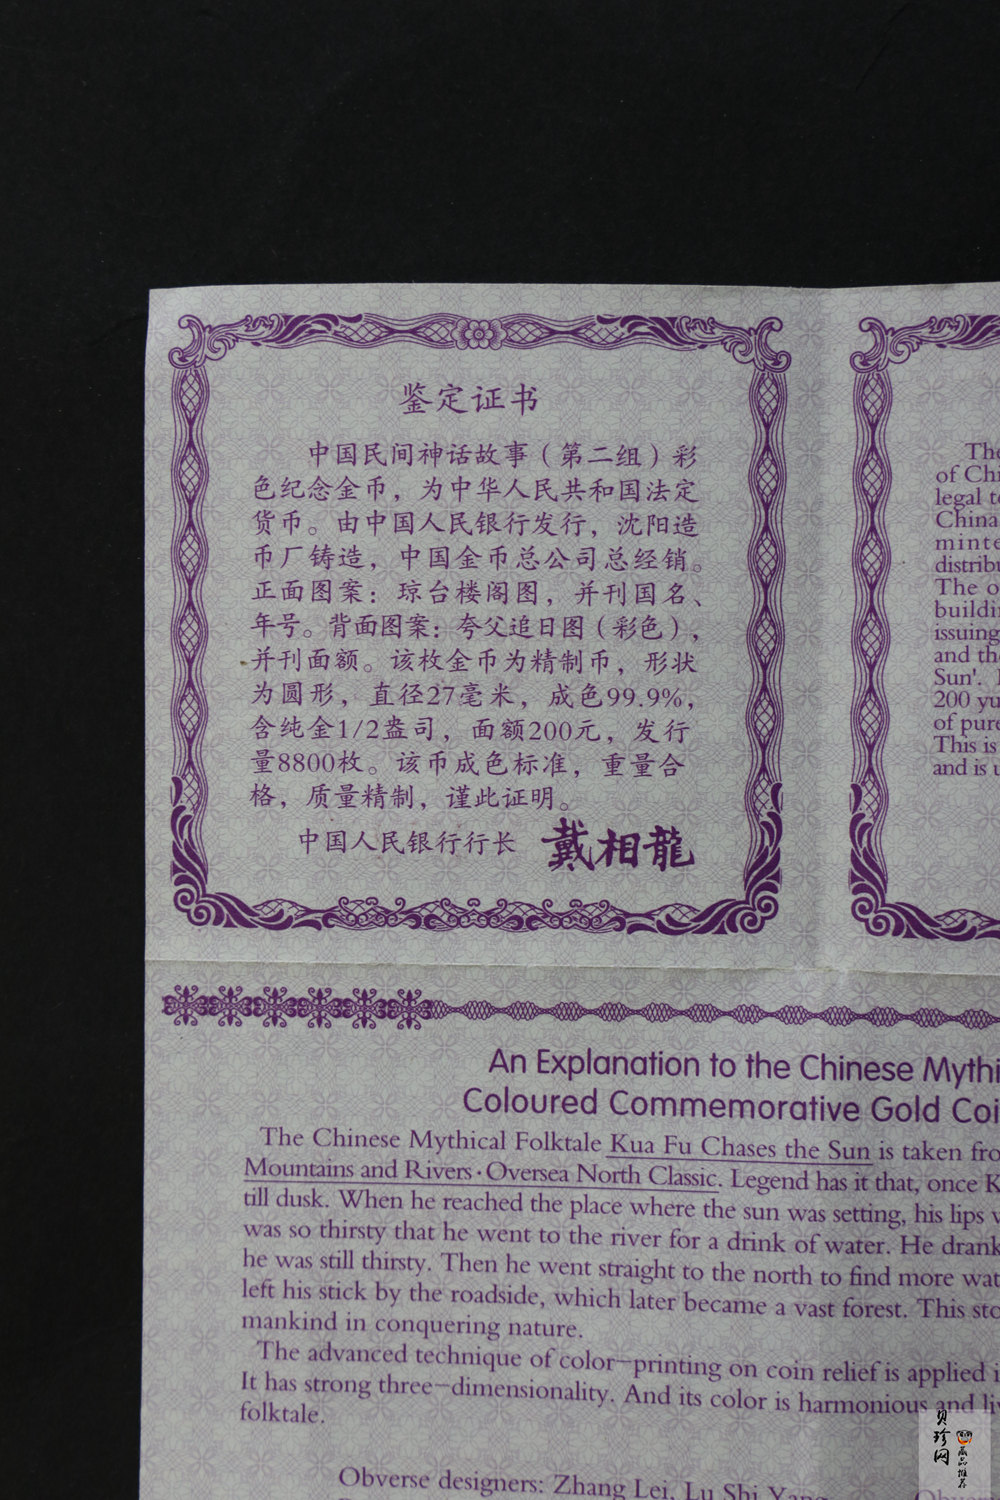 鉴定证书
中国民间神话故事（第二组）彩
色纪念金币，为中华人民共和国法定
货币。由中国人民银行发行，沈阳造
币厂铸造，中国金币总公司总经销。
正面图案：琼台楼阁图，并刊国名、
年号。背面图案：夸父追日图（彩色），
并刊面额。该枚金币为精制币，形状
为圆形，直径27毫米，成色99.9%，
含纯金1/2盎司，面额200元，发行
量8800枚。该币成色标准，重量合
格，质量精制，谨此证明。
中国人民银行行长 戴相龍
The
of Chi
legal t
China
minte
distribu
The o
buildin
issuing
and the
Sun'.
200 yu
of pure
This is
and is u
An Explanation to the Chinese Mythi
Coloured Commemorative Gold Coi
The Chinese Mythical Folktale Kua Fu Chases the Sun is taken fro
Mountains and Rivers·Oversea North Classic. Legend has it that, once K
till dusk. When he reached the place where the sun was setting, his lips w
was so thirsty that he went to the river for a drink of water. He drank
he was still thirsty. Then he went straight to the north to find more wat
left his stick by the roadside, which later became a vast forest. This sto
mankind in conquering nature.
The advanced technique of color-printing on coin relief is applied i
It has strong three-dimensionality. And its color is harmonious and liv
folktale.
Obverse designers: Zhang Lei, Lu Shi Yang
贝珍网
藏品推荐